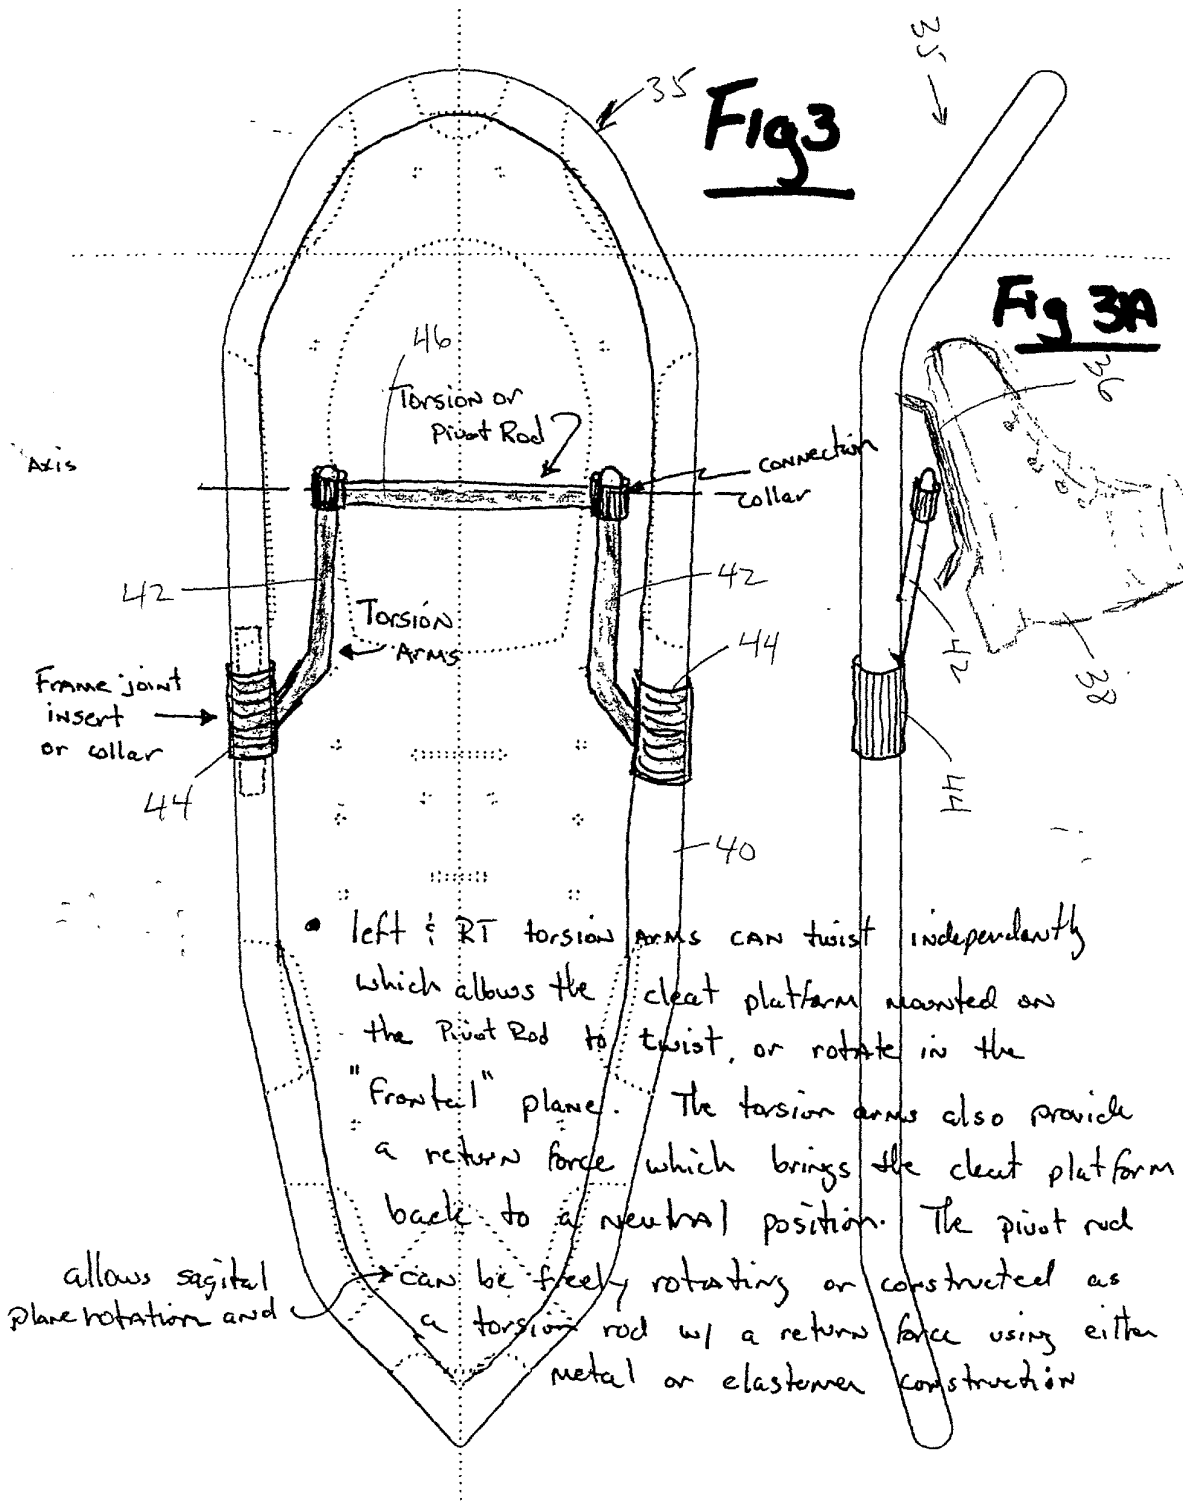 35
Fig3
35
Fig 3A
36
46
Torsion or
Pivot Rod
Axis
connection
collar
42
42
Torsion
Arms
44
Frame joint
insert
or collar
44
42
38
44
40
• left & RT torsion Arms CAN twist independantly
which allows the cleat platform mounted on
the Pivot Rod to twist, or rotate in the
"Frontal" plane. The torsion arms also provide
a return force which brings the cleat platform
back to a neutral position. The pivot rod
allows sagital
plane rotation and
can be freely rotating or constructed as
a torsion rod w/ a return force using either
metal or elastomer construction